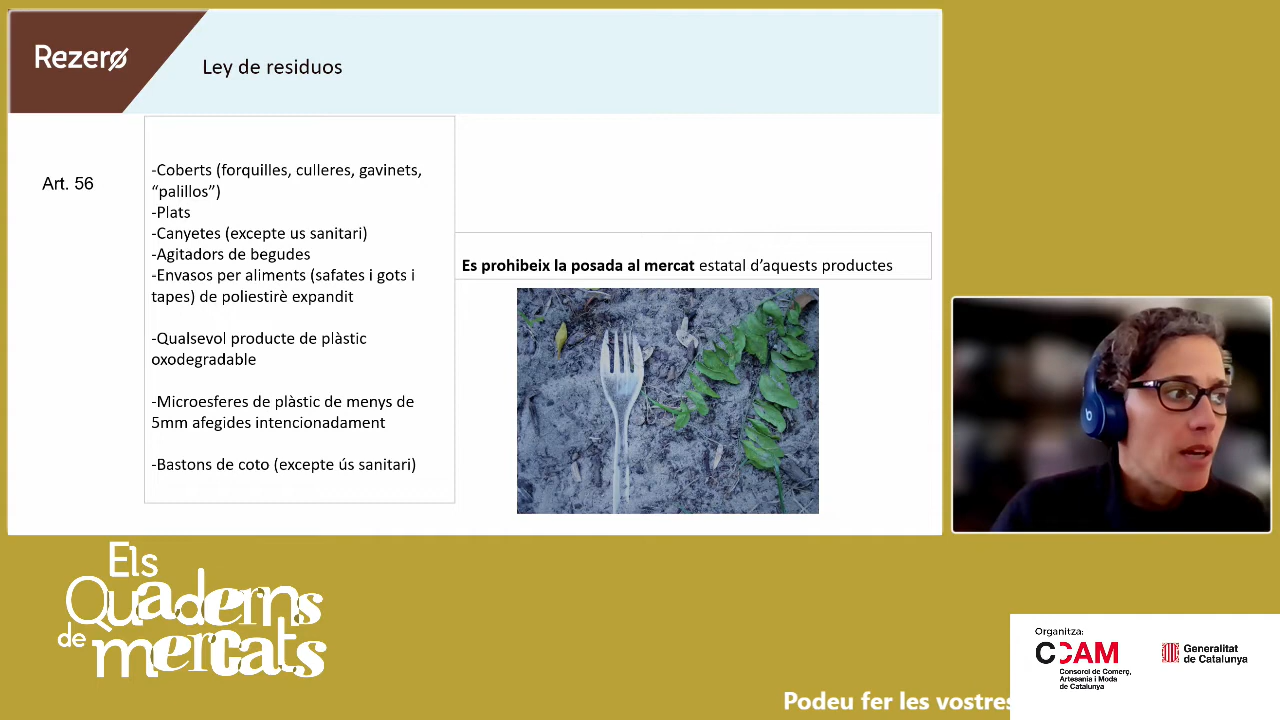 Rezero
Ley de residuos
Art. 56
-Coberts (forquilles, culleres, gavinets,
“palillos”)
-Plats
-Canyetes (excepte us sanitari)
-Agitadors de begudes
-Envasos per aliments (safates i gots i
tapes) de poliestirè expandit
-Qualsevol producte de plàstic
oxodegradable
-Microesferes de plàstic de menys de
5mm afegides intencionadament
-Bastons de coto (excepte ús sanitari)
Es prohibeix la posada al mercat estatal d’aquests productes
b
Els
Quaderns
de mercats
Organitza:
CCAM
Consorci de Comerç,
Artesania i Moda
de Catalunya
Generalitat
de Catalunya
Podeu fer les vostres